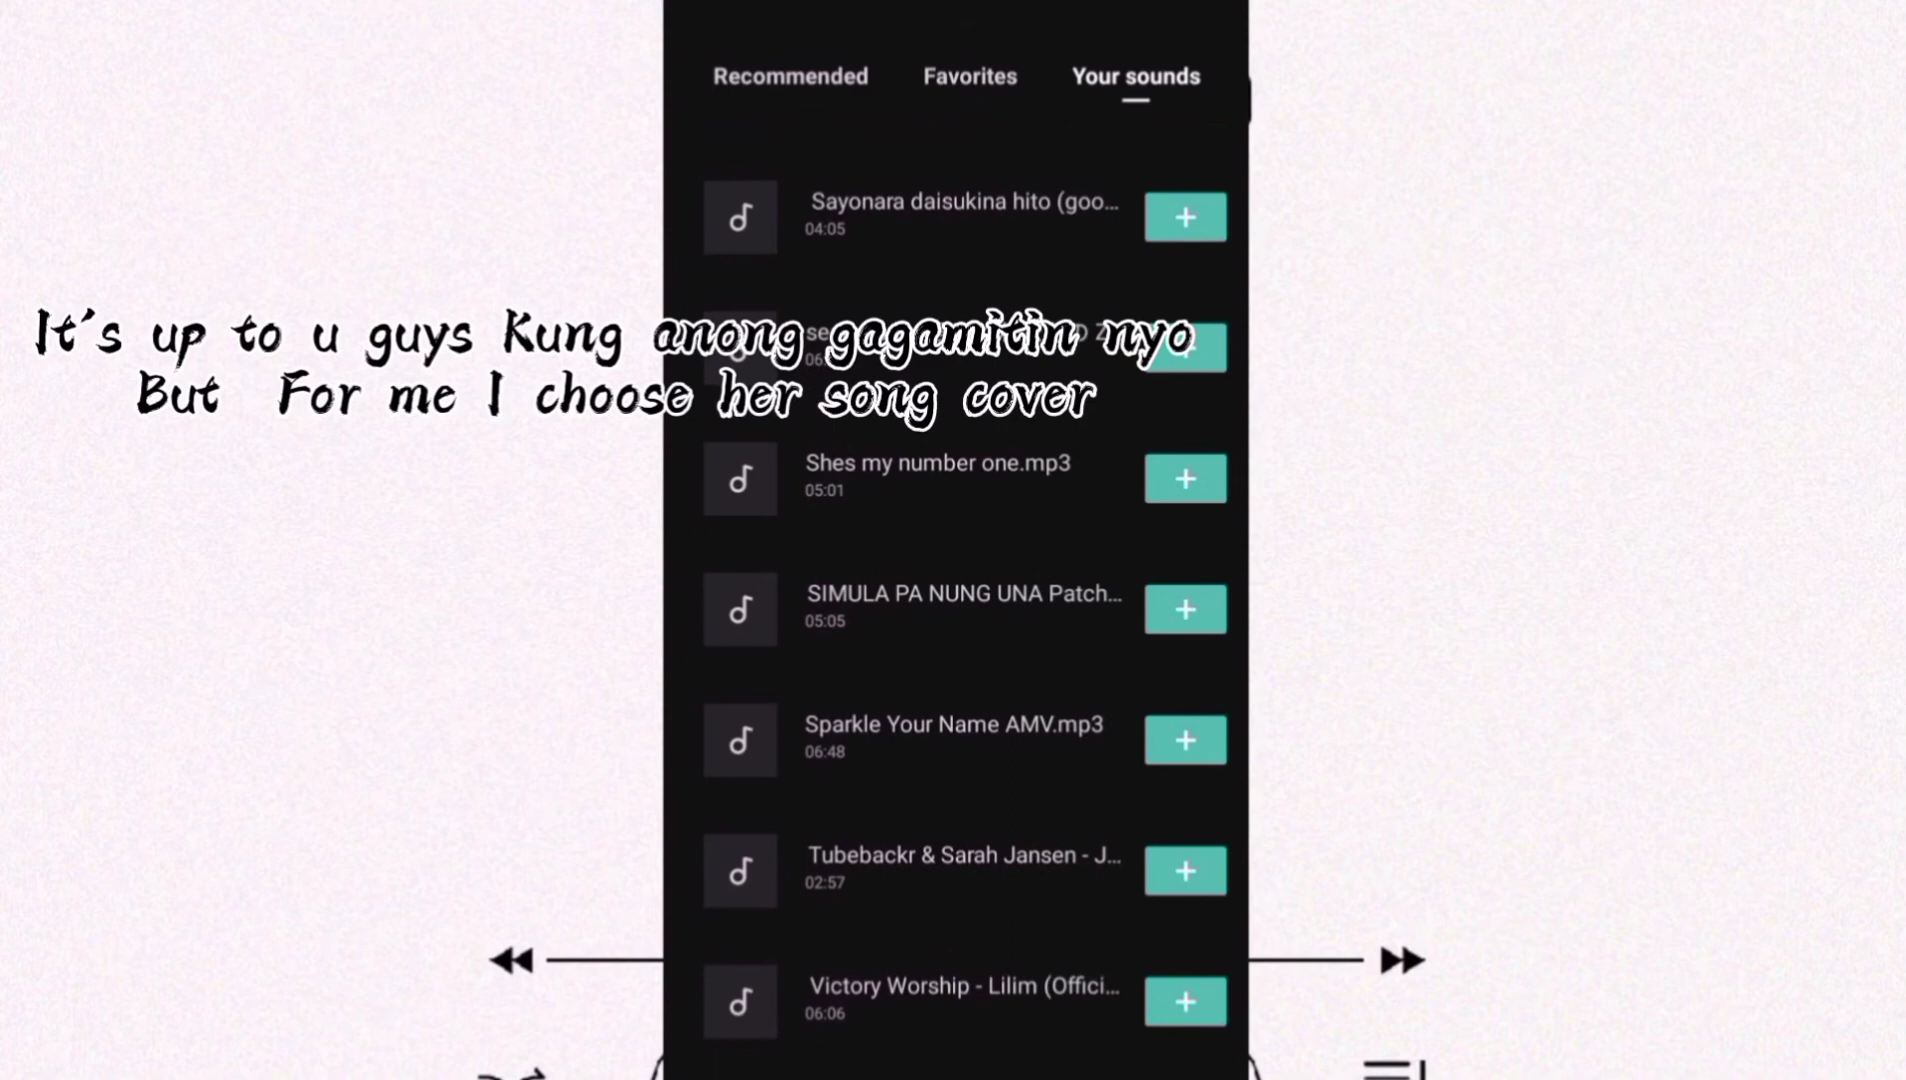 Recommended Favorites Your sounds
Sayonara daisukina hito (goo...
04:05
It's up to u guys Kung anong gagamitin nyo
But For me I choose her song cover
Shes my number one.mp3
05:01
SIMULA PA NUNG UNA Patch...
05:05
Sparkle Your Name AMV.mp3
06:48
Tubebackr & Sarah Jansen - J...
02:57
Victory Worship - Lilim (Offici...
06:06